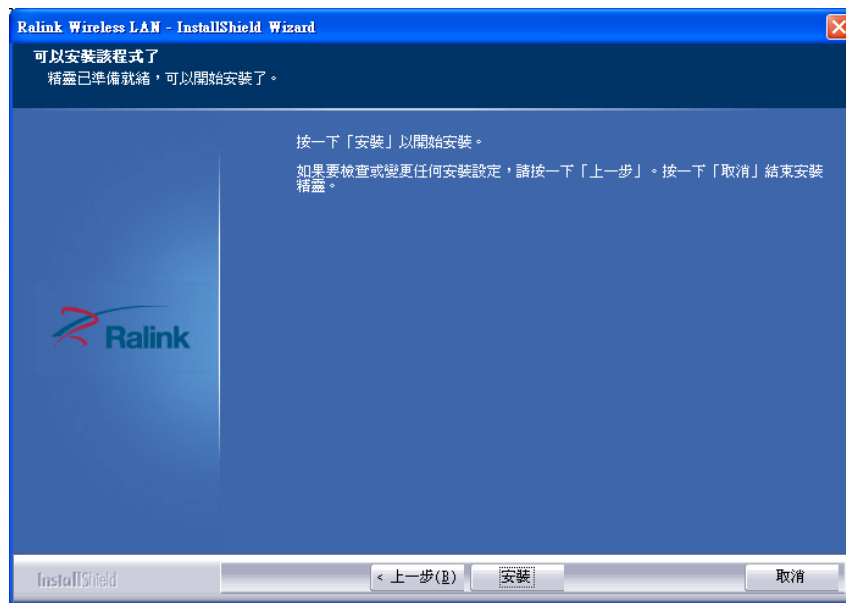 Ralink Wireless LAN - InstallShield Wizard
可以安裝該程式了
精靈已準備就緒，可以開始安裝了。
按一下「安裝」以開始安裝。
如果要檢查或變更任何安裝設定，請按一下「上一步」。按一下「取消」結束安裝
精靈。
Ralink
InstallShield
< 上一步(B)
安裝
取消